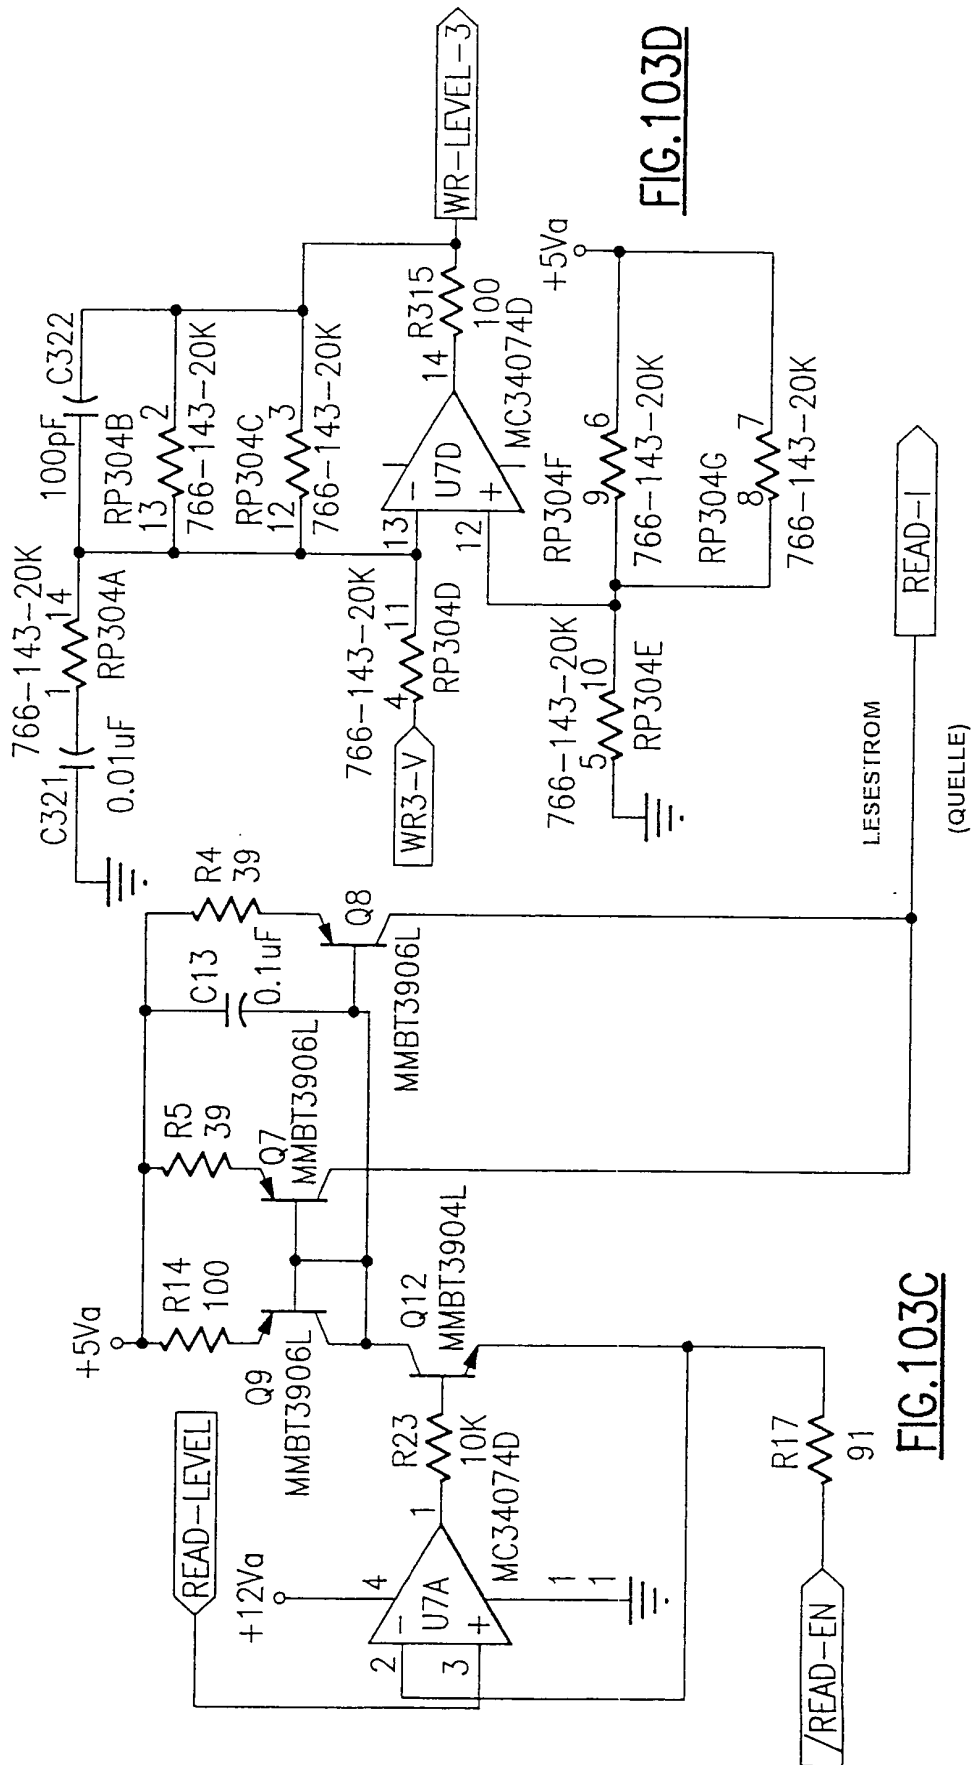 766-143-20K
1
14
RP304A
C321
0.01uF
100pF
C322
RP304B
13
2
766-143-20K
RP304C
12
3
766-143-20K
766-143-20K
4
11
RP304D
WR3-V
13
12
-
+
U7D
14
MC34074D
R315
100
WR-LEVEL-3
766-143-20K
5
10
RP304E
RP304F
9
6
766-143-20K
RP304G
8
7
766-143-20K
+5Va
FIG.103D
READ-LEVEL
+12Va
4
2
3
-
+
U7A
1
1
1
MC34074D
R23
10K
+5Va
R14
100
Q9
MMBT3906L
Q12
MMBT3904L
R5
39
Q7
MMBT3906L
C13
0.1uF
R4
39
Q8
MMBT3906L
/READ-EN
R17
91
LESESTROM
(QUELLE)
READ-I
FIG.103C